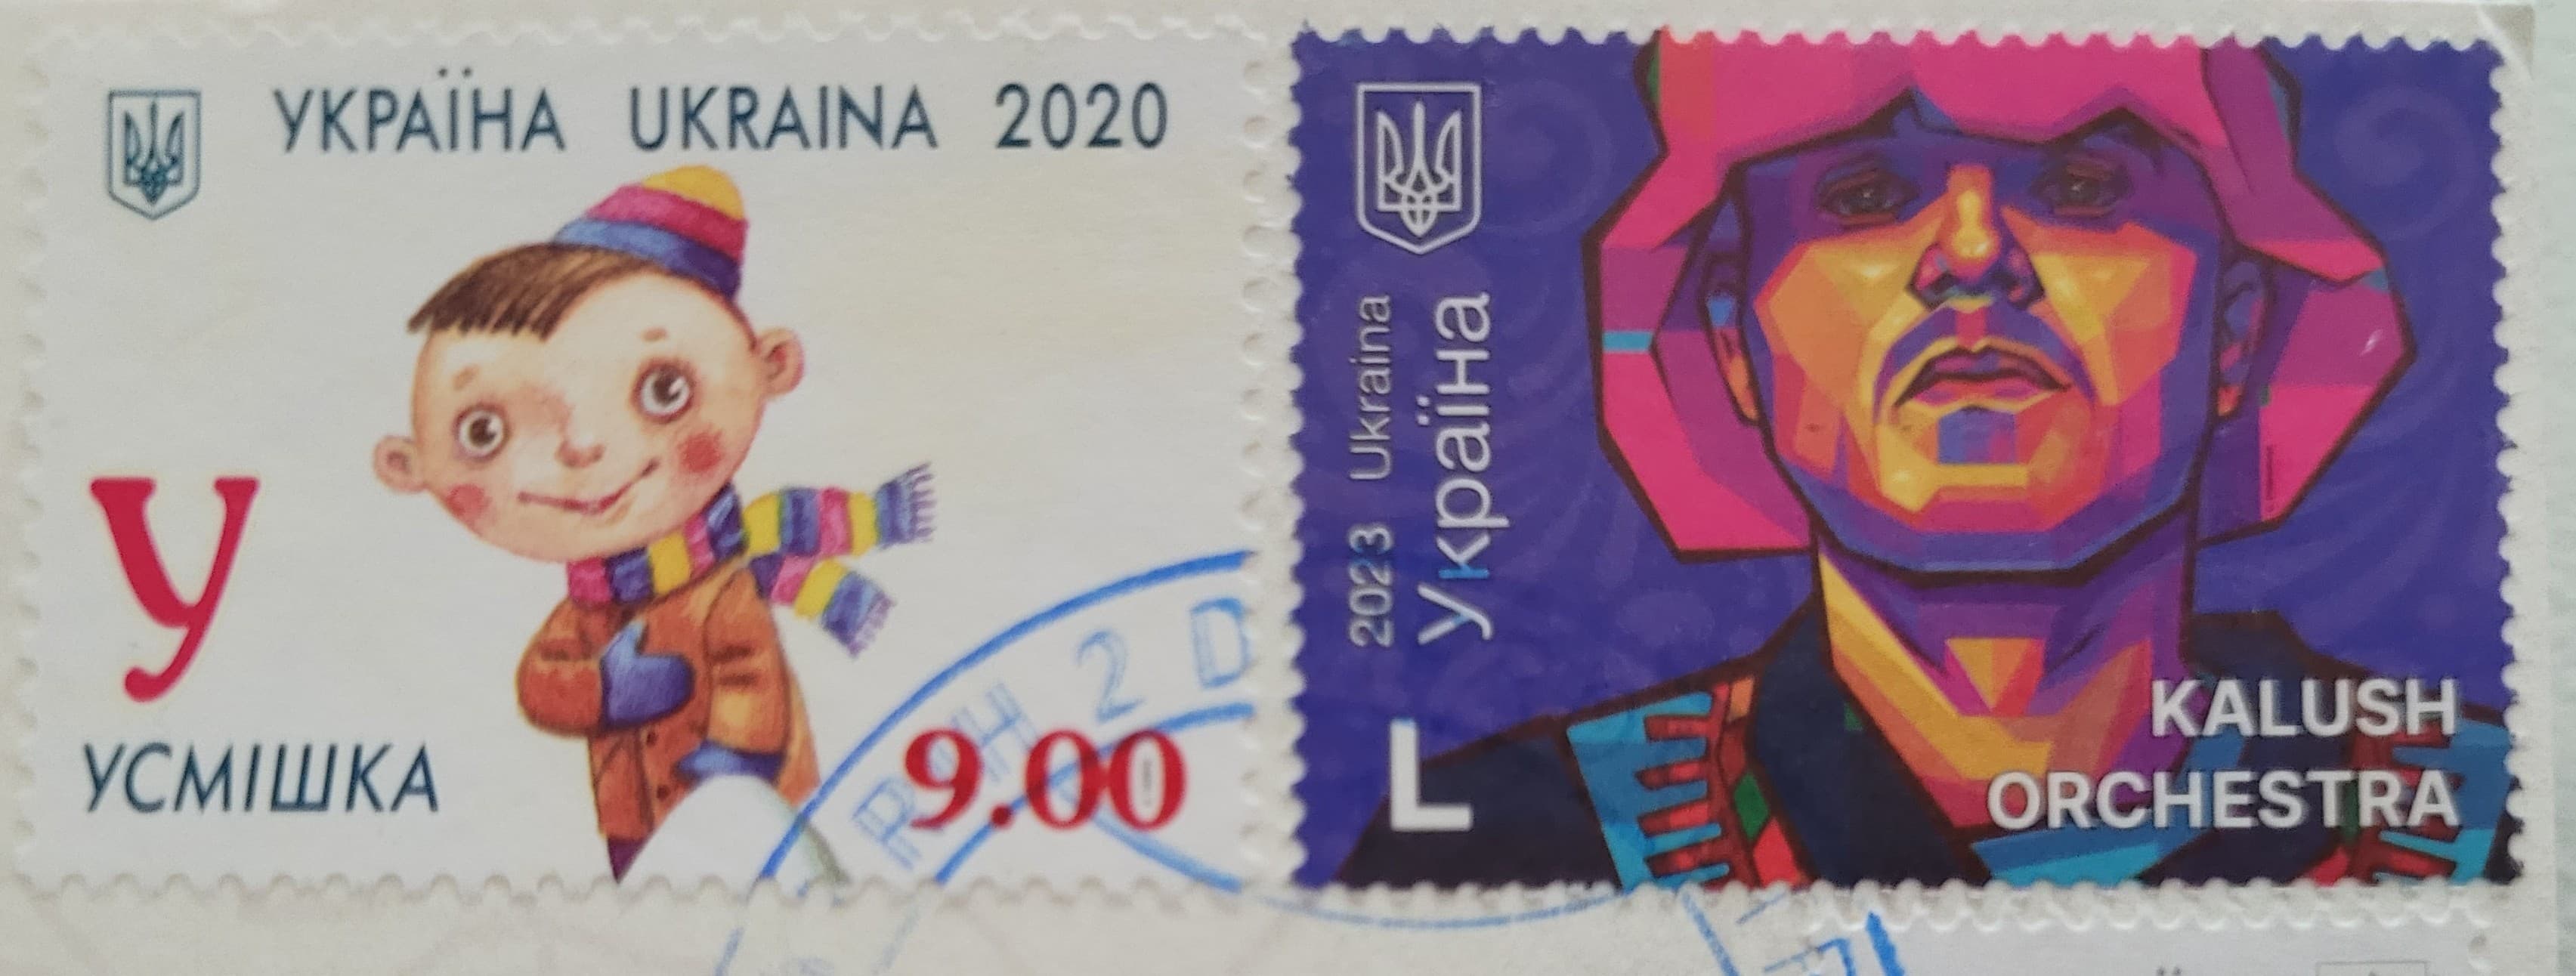 УКРАЇНА UKRAINA 2020
У
УСМІШКА
9.00
2023 Ukraina
Україна
L
KALUSH
ORCHESTRA